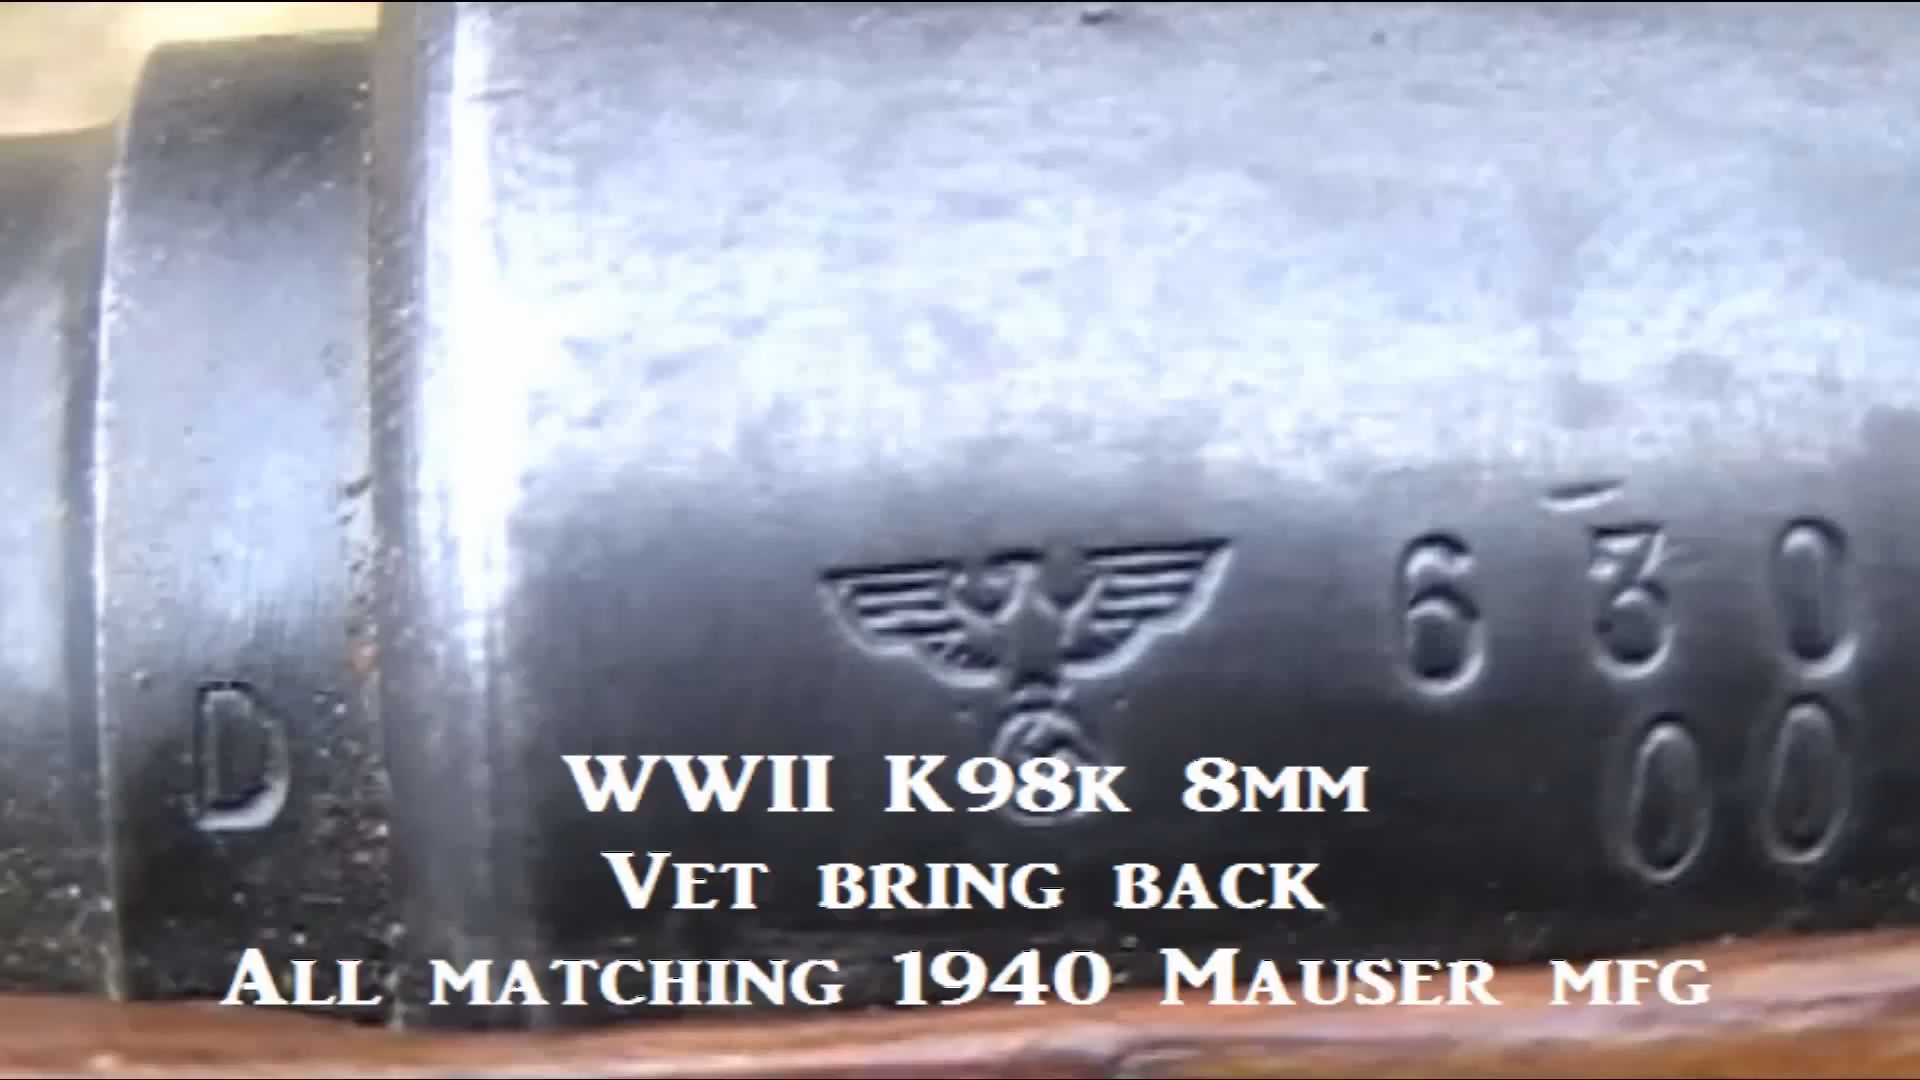 630
00
D
WWII K98k 8mm
Vet bring back
All matching 1940 Mauser mfg